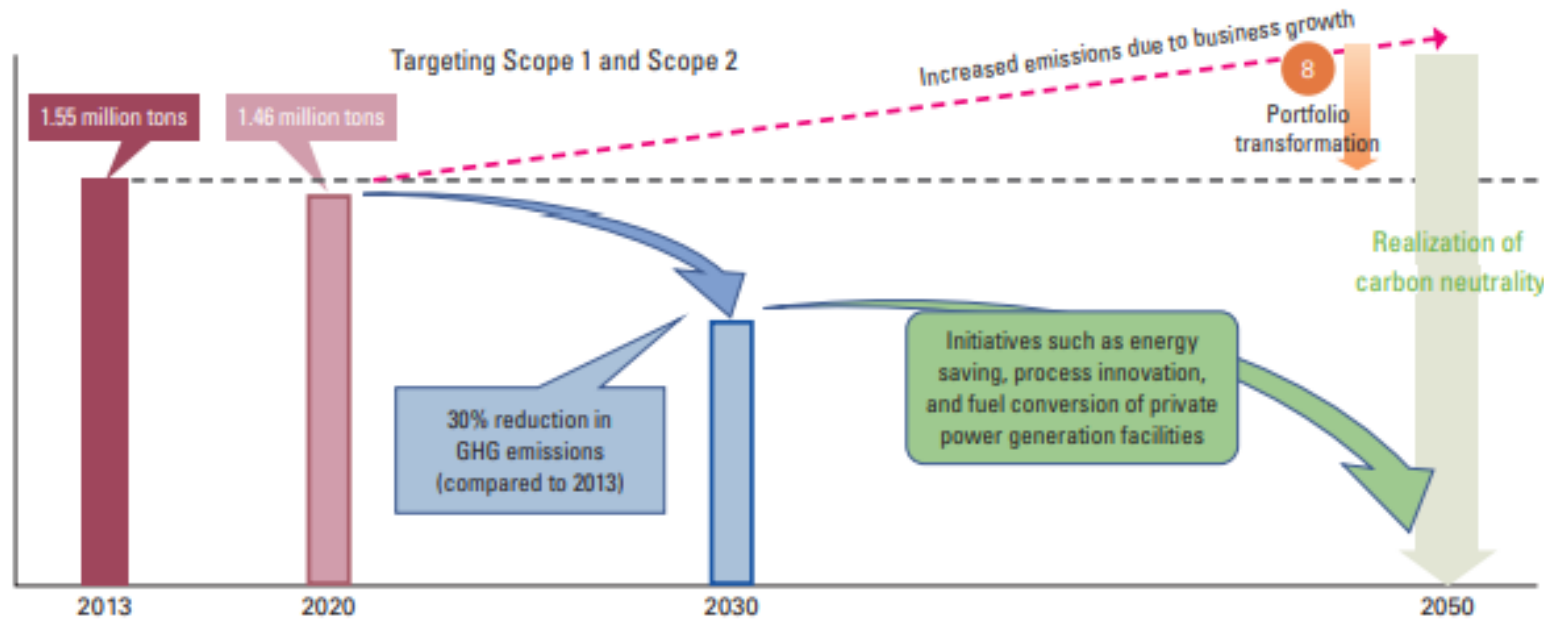 Targeting Scope 1 and Scope 2
Increased emissions due to business growth
1.55 million tons
1.46 million tons
8
Portfolio
transformation
Realization of
carbon neutrality
Initiatives such as energy
saving, process innovation,
and fuel conversion of private
power generation facilities
30% reduction in
GHG emissions
(compared to 2013)
2013
2020
2030
2050